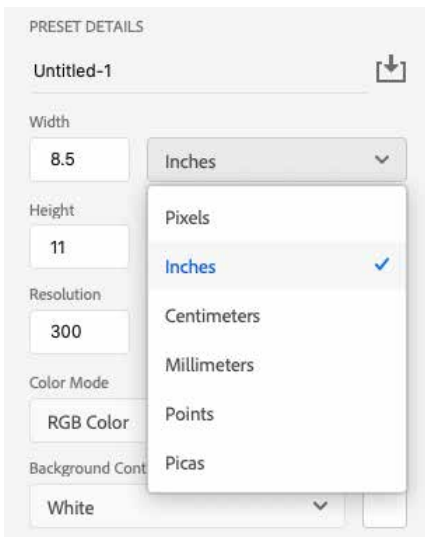 PRESET DETAILS
Untitled-1
Width
8.5 Inches
Height
Pixels
11
Inches
Resolution
Centimeters
300
Millimeters
Color Mode
RGB Color
Points
Background Cont
Picas
White